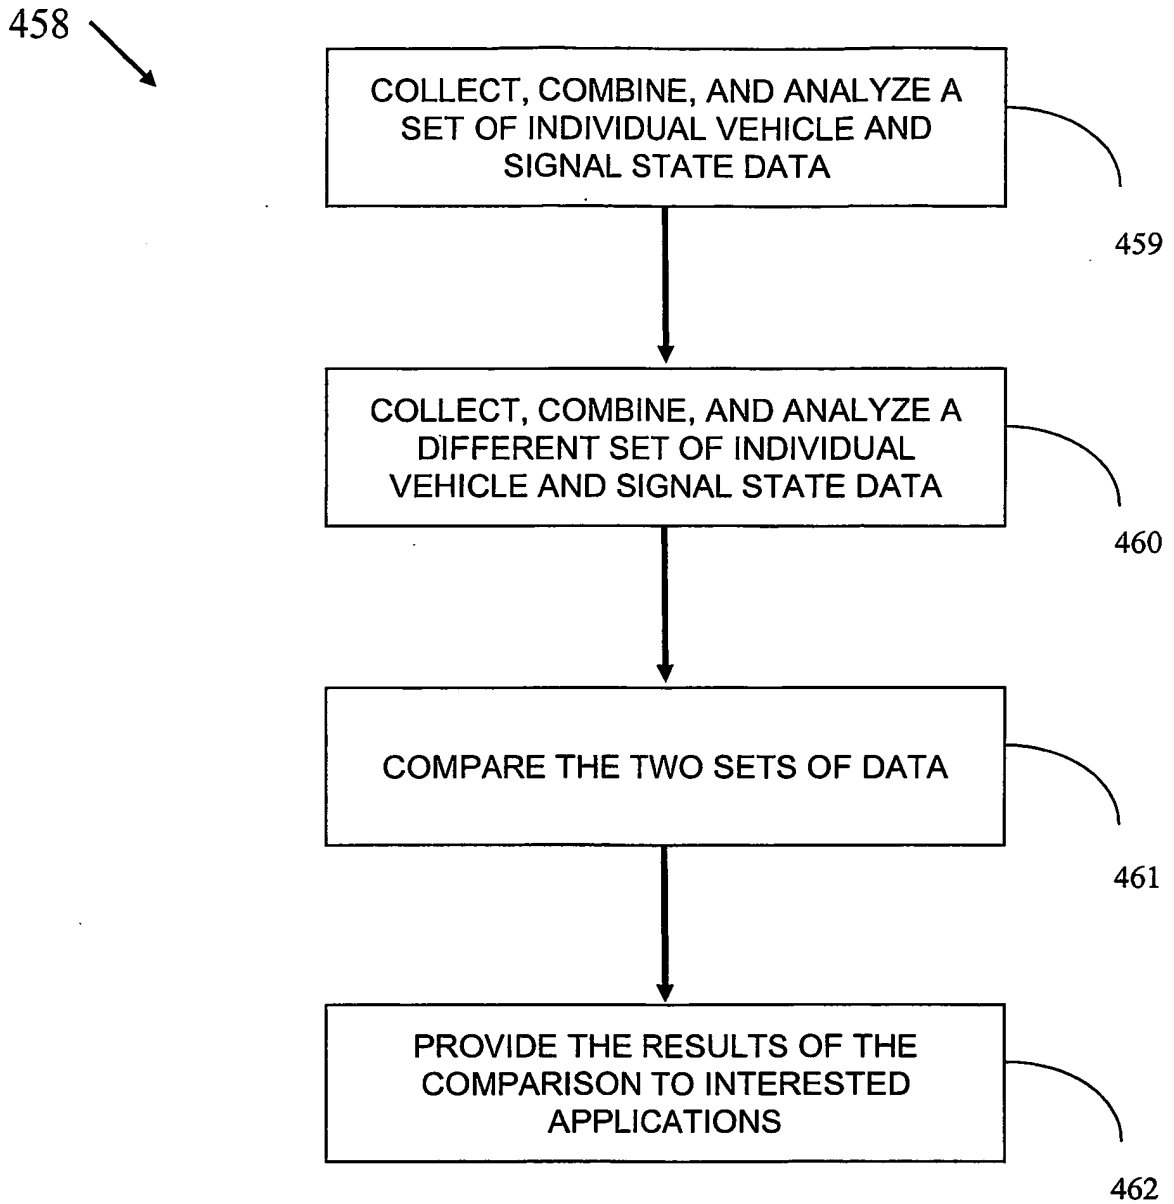 458
COLLECT, COMBINE, AND ANALYZE A
SET OF INDIVIDUAL VEHICLE AND
SIGNAL STATE DATA
459
COLLECT, COMBINE, AND ANALYZE A
DIFFERENT SET OF INDIVIDUAL
VEHICLE AND SIGNAL STATE DATA
460
COMPARE THE TWO SETS OF DATA
461
PROVIDE THE RESULTS OF THE
COMPARISON TO INTERESTED
APPLICATIONS
462